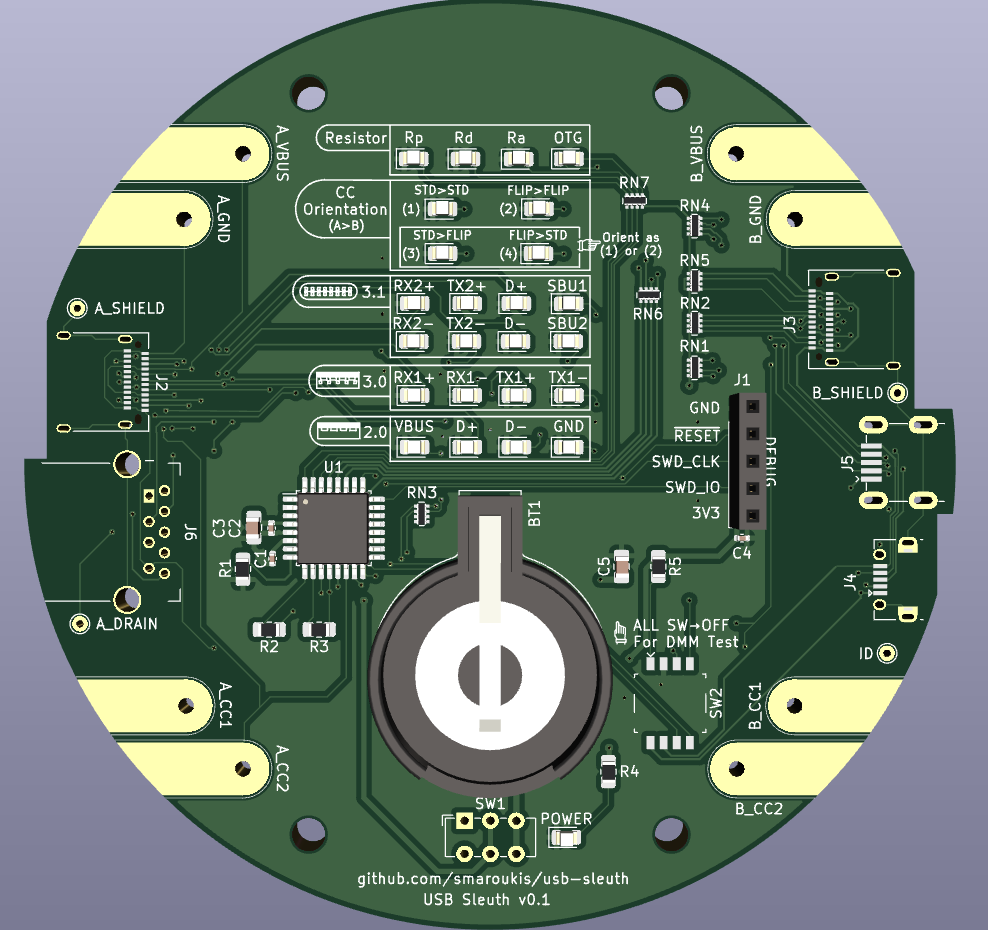 A_VBUS
Resistor
Rp Rd Ra OTG
B_VBUS
CC
Orientation
(A>B)
STD>STD FLIP>FLIP
(1) (2)
STD>FLIP FLIP>STD
(3) (4)
Orient as
(1) or (2)
RN7
RN4
A_GND
B_GND
RN5
3.1
RX2+ TX2+ D+ SBU1
RX2- TX2- D- SBU2
RN6
RN2
RN1
A_SHIELD
J2
J3
B_SHIELD
3.0
RX1+ RX1- TX1+ TX1-
2.0
VBUS D+ D- GND
J1
GND
RESET
SWD_CLK
SWD_IO
3V3
DEBUG
J5
U1
RN3
BT1
C3
C2
C1
R1
J6
C5
R5
C4
J4
A_DRAIN
R2
R3
ALL SW→OFF
For DMM Test
ID
SW2
A_CC1
B_CC1
A_CC2
B_CC2
R4
SW1
POWER
github.com/smaroukis/usb-sleuth
USB Sleuth v0.1